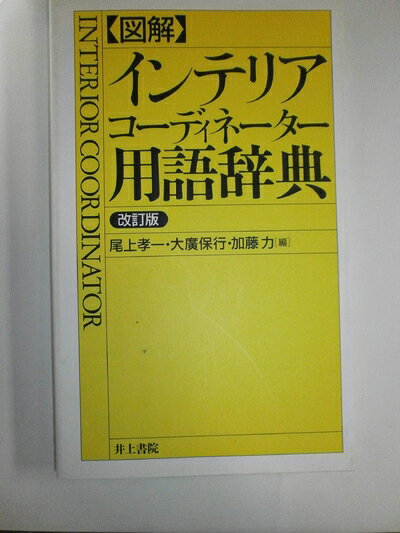 INTERIOR COORDINATOR
【図解】
インテリア
コーディネーター
用語辞典
改訂版
尾上孝一・大廣保行・加藤力[編]
井上書院